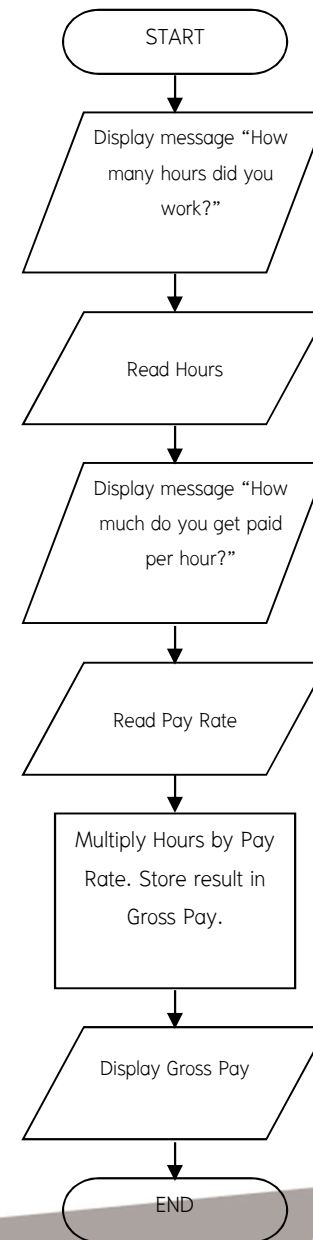 START
Display message “How
many hours did you
work?”
Read Hours
Display message “How
much do you get paid
per hour?”
Read Pay Rate
Multiply Hours by Pay
Rate. Store result in
Gross Pay.
Display Gross Pay
END